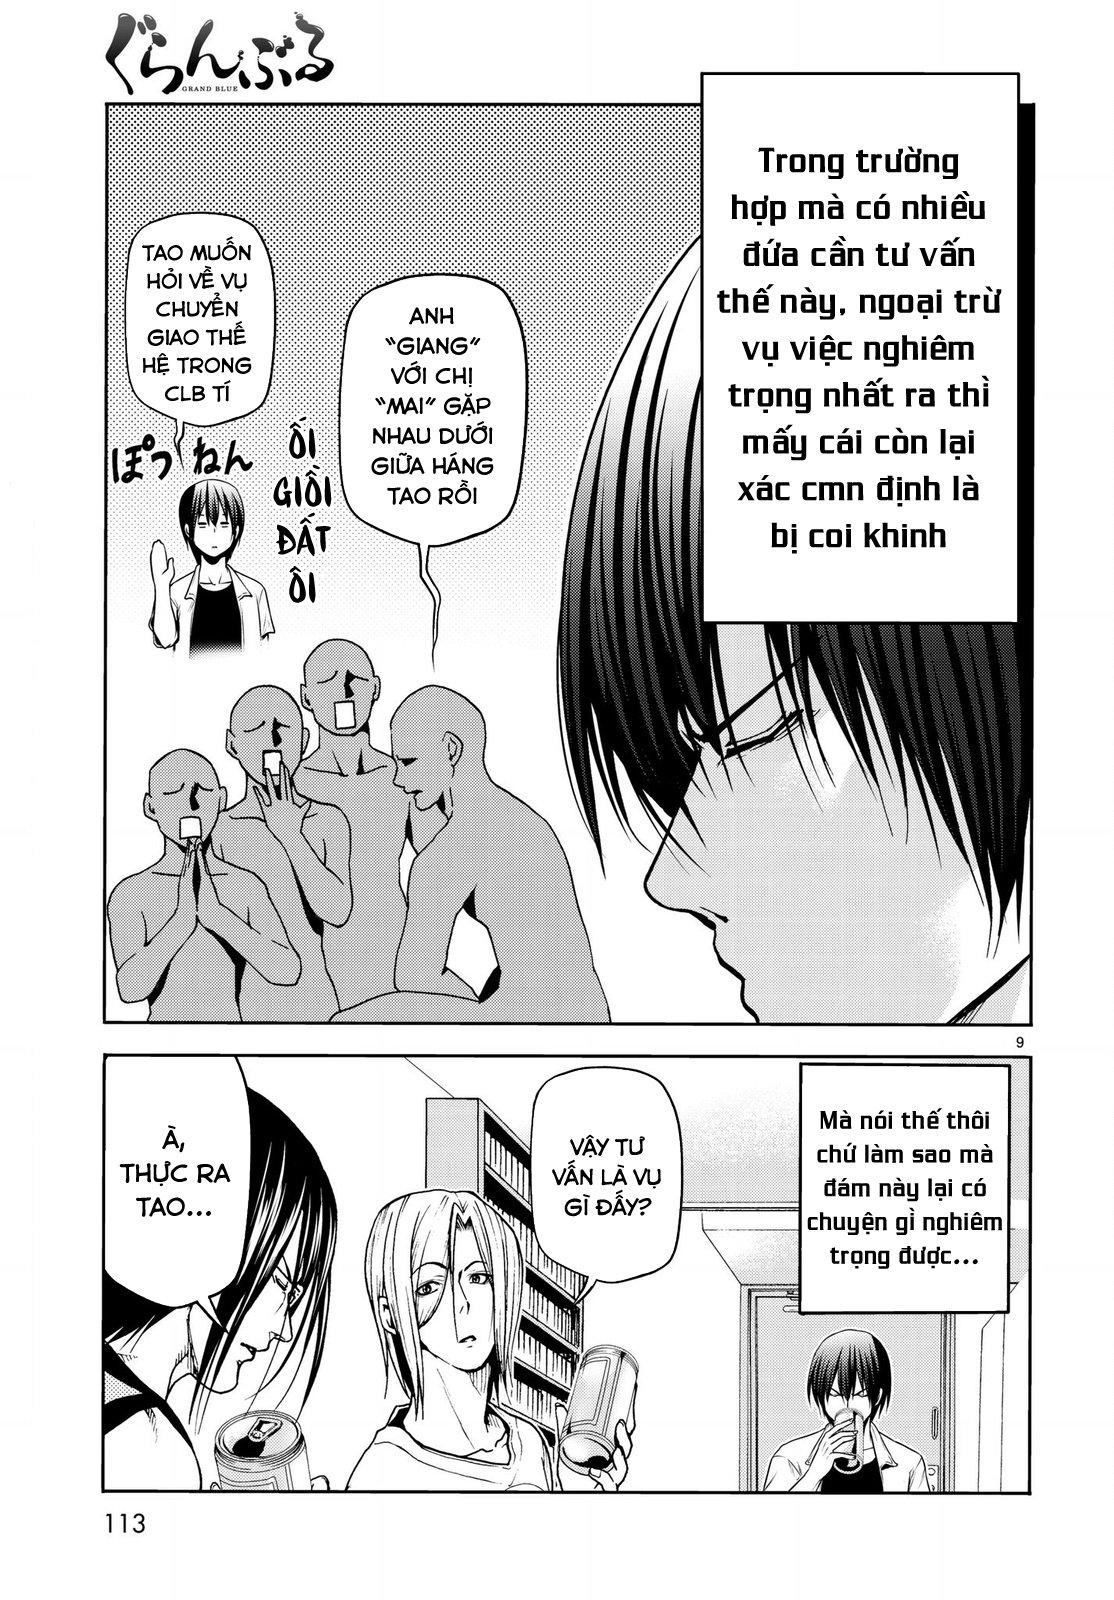 ぐらんぶる
GRAND BLUE
Trong trường
hợp mà có nhiều
đứa cần tư vấn
thế này, ngoại trừ
vụ việc nghiêm
trọng nhất ra thì
mấy cái còn lại
xác cmn định là
bị coi khinh
ANH
"GIANG"
VỚI CHỊ
"MAI" GẶP
NHAU DƯỚI
GIỮA HÁNG
TAO RỒI
TAO MUỐN
HỎI VỀ VỤ
CHUYỂN
GIAO THẾ
HỆ TRONG
CLB TÍ
ỐI
GIỒI
ĐẤT
ÔI
ぽつねん
9
Mà nói thế thôi
chứ làm sao mà
đám này lại có
chuyện gì nghiêm
trọng được...
VẬY TƯ
VẤN LÀ VỤ
GÌ ĐẤY?
À,
THỰC RA
TAO...
113